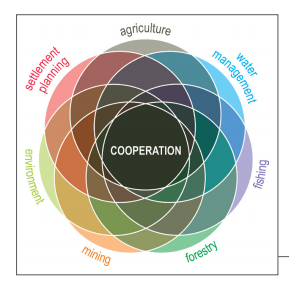 agriculture
water
management
settlement
planning
COOPERATION
environment
fishing
mining
forestry